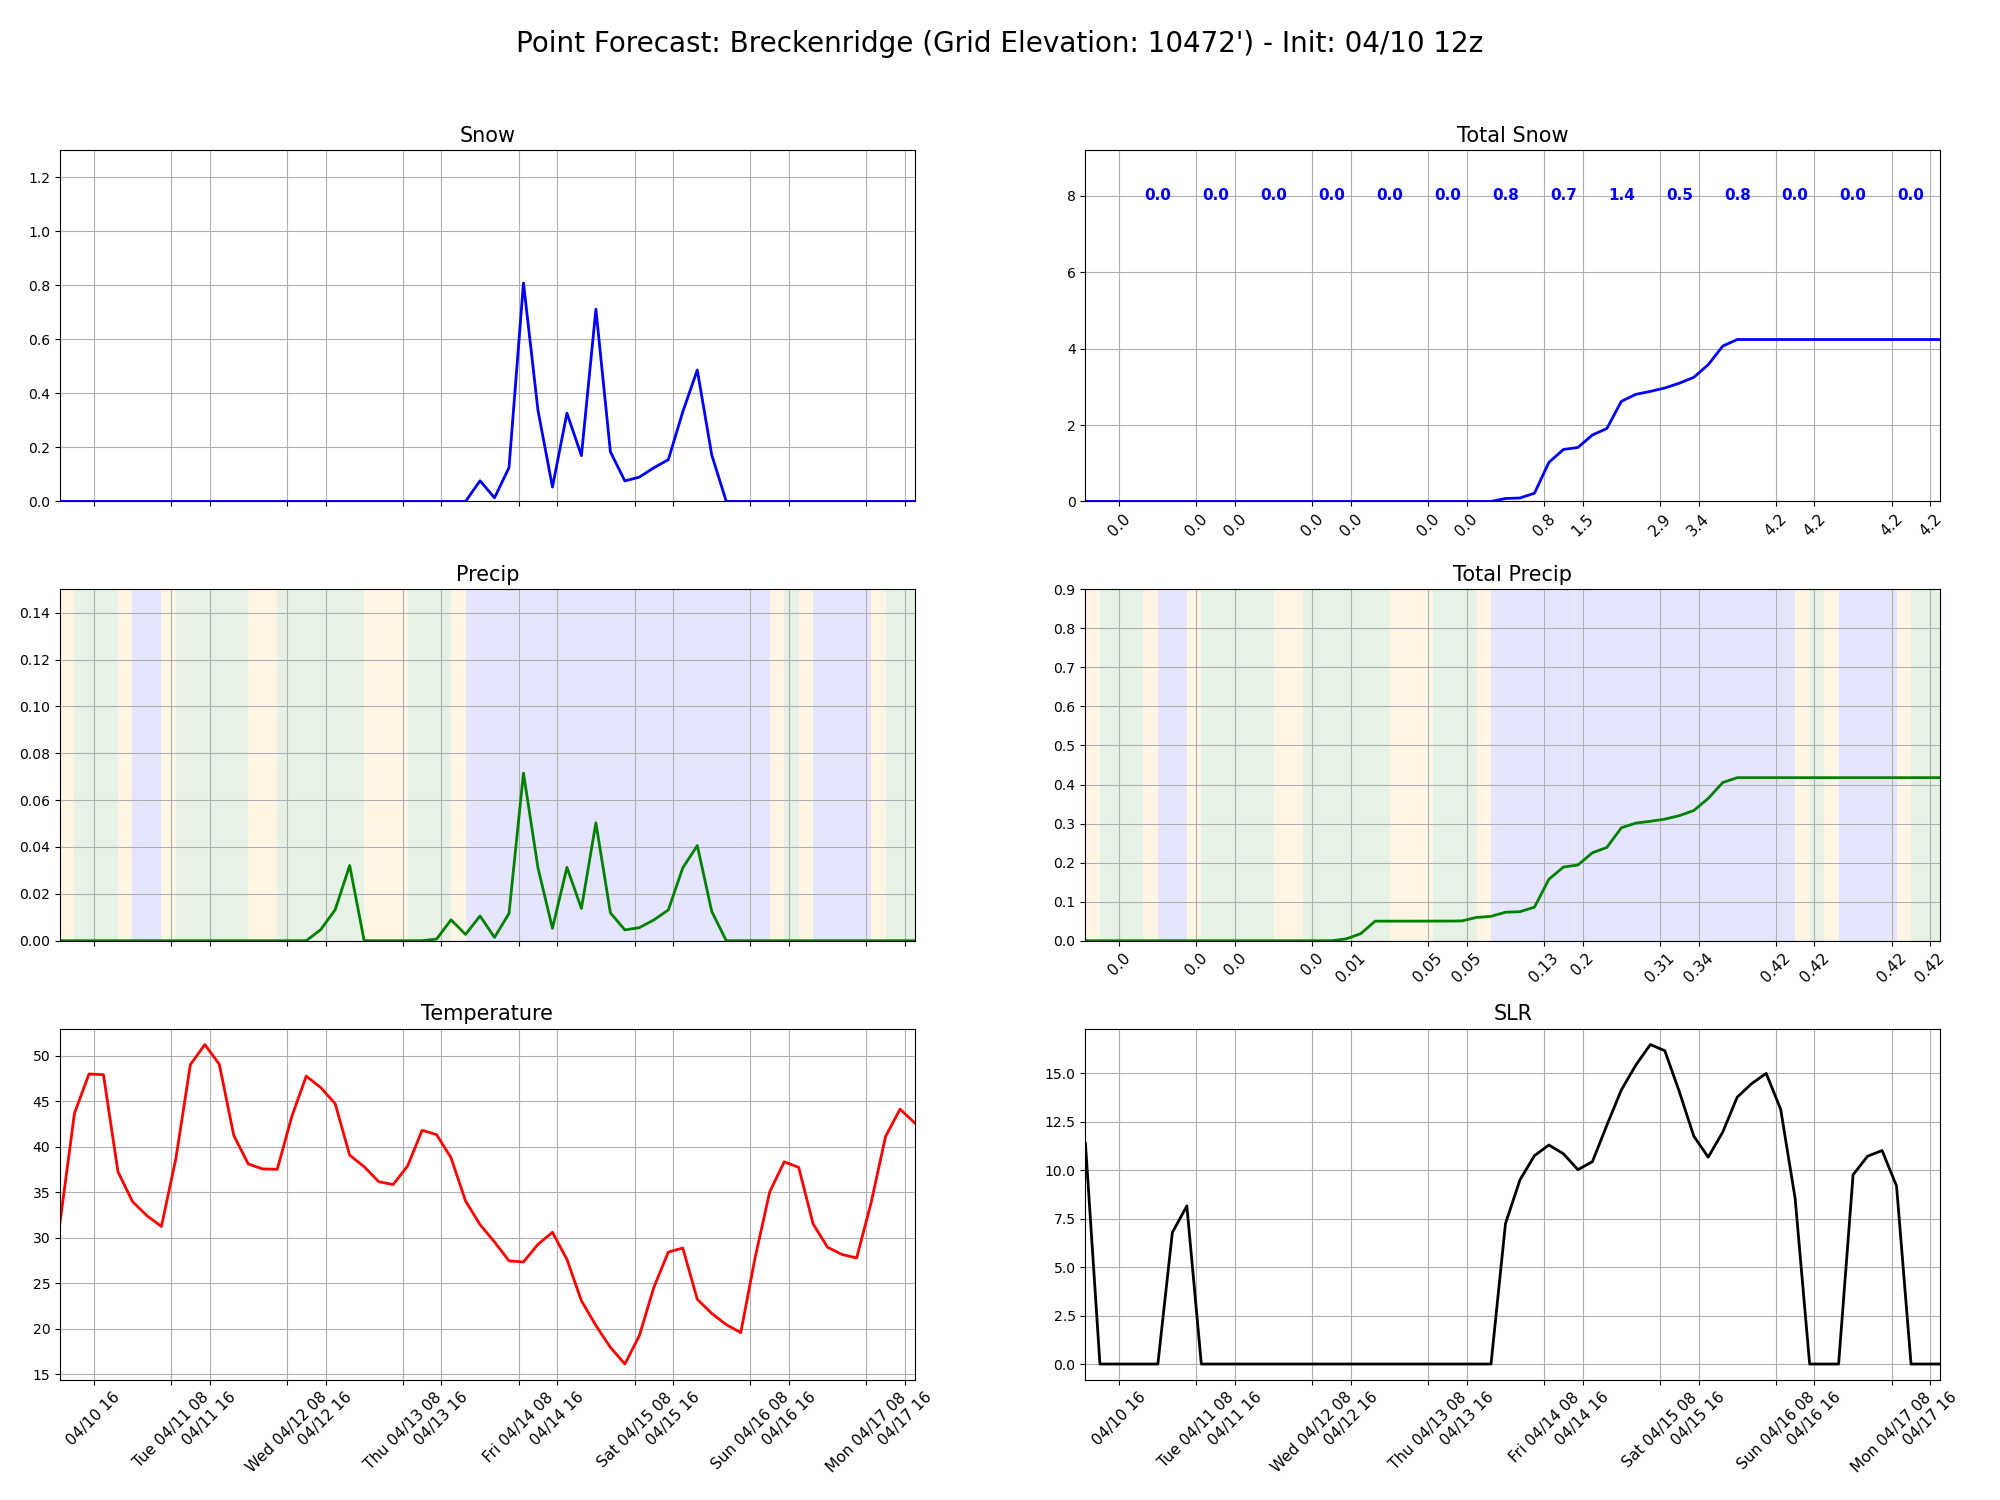 Point Forecast: Breckenridge (Grid Elevation: 10472') - Init: 04/10 12z
Snow
1.2
1.0
0.8
0.6
0.4
0.2
0.0
Total Snow
8
6
4
2
0
0.0 0.0 0.0 0.0 0.0 0.0 0.8 0.7 1.4 0.5 0.8 0.0 0.0 0.0
0.0 0.0 0.0 0.0 0.0 0.0 0.0 0.8 1.5 2.9 3.4 4.2 4.2 4.2 4.2
Precip
0.14
0.12
0.10
0.08
0.06
0.04
0.02
0.00
Total Precip
0.9
0.8
0.7
0.6
0.5
0.4
0.3
0.2
0.1
0.0
0.0 0.0 0.0 0.0 0.01 0.05 0.05 0.13 0.2 0.31 0.34 0.42 0.42 0.42 0.42
Temperature
50
45
40
35
30
25
20
15
04/10 16
Tue 04/11 08
04/11 16
Wed 04/12 08
04/12 16
Thu 04/13 08
04/13 16
Fri 04/14 08
04/14 16
Sat 04/15 08
04/15 16
Sun 04/16 08
04/16 16
Mon 04/17 08
04/17 16
SLR
15.0
12.5
10.0
7.5
5.0
2.5
0.0
04/10 16
Tue 04/11 08
04/11 16
Wed 04/12 08
04/12 16
Thu 04/13 08
04/13 16
Fri 04/14 08
04/14 16
Sat 04/15 08
04/15 16
Sun 04/16 08
04/16 16
Mon 04/17 08
04/17 16